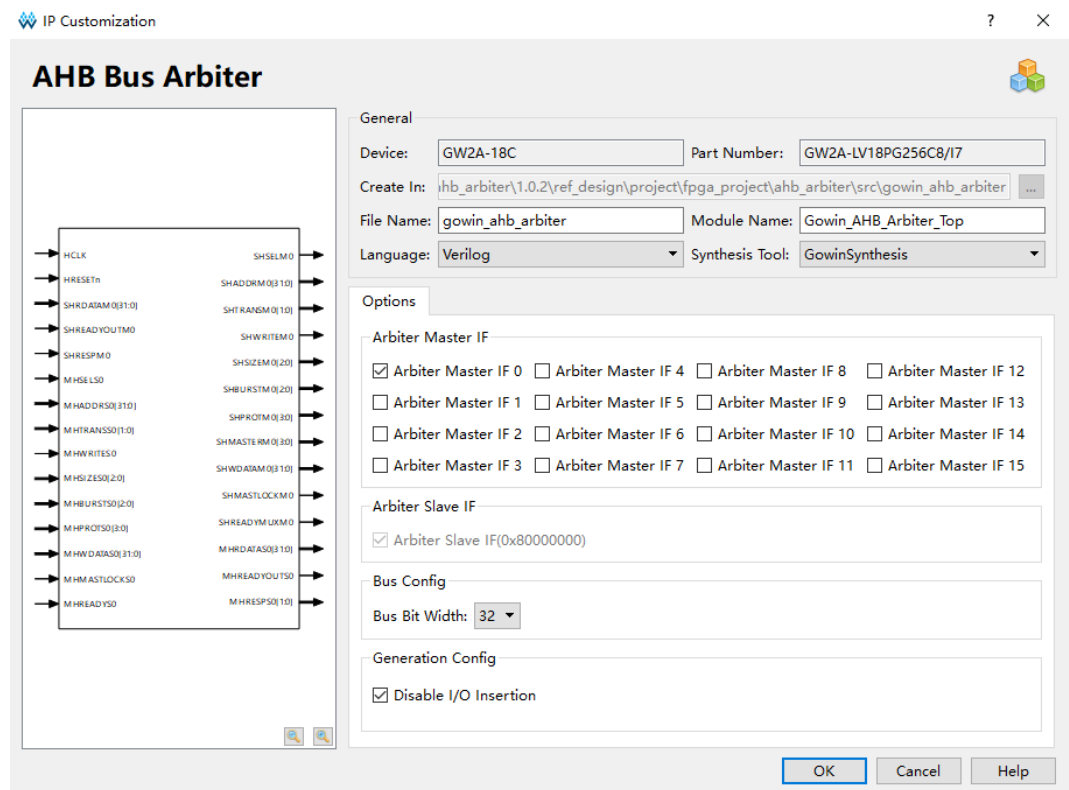 IP Customization
?
AHB Bus Arbiter
HCLK
HRESETn
SHRDATAM0[31:0]
SHREADYOUTM0
SHRESPM0
MHSELS0
MHADDRS0[31:0]
MHTRANSS0[1:0]
MHWRITES0
MHSIZES0[2:0]
MHBURSTS0[2:0]
MHPROTS0[3:0]
MHWDATAS0[31:0]
MHMASTLOCKS0
MHREADYS0
SHSELM0
SHADDRM0[31:0]
SHTRANSM0[1:0]
SHWRITEM0
SHSIZEM0[2:0]
SHBURSTM0[2:0]
SHPROTM0[3:0]
SHMASTERM0[3:0]
SHWDATAM0[31:0]
SHMASTLOCKM0
SHREADYMUXM0
MHRDATAS0[31:0]
MHREADYOUTS0
MHRESPS0[1:0]
General
Device: GW2A-18C Part Number: GW2A-LV18PG256C8/I7
Create In: hb_arbiter\1.0.2\ref_design\project\fpga_project\ahb_arbiter\src\gowin_ahb_arbiter ...
File Name: gowin_ahb_arbiter Module Name: Gowin_AHB_Arbiter_Top
Language: Verilog Synthesis Tool: GowinSynthesis
Options
Arbiter Master IF
Arbiter Master IF 0 Arbiter Master IF 4 Arbiter Master IF 8 Arbiter Master IF 12
Arbiter Master IF 1 Arbiter Master IF 5 Arbiter Master IF 9 Arbiter Master IF 13
Arbiter Master IF 2 Arbiter Master IF 6 Arbiter Master IF 10 Arbiter Master IF 14
Arbiter Master IF 3 Arbiter Master IF 7 Arbiter Master IF 11 Arbiter Master IF 15
Arbiter Slave IF
Arbiter Slave IF(0x80000000)
Bus Config
Bus Bit Width: 32
Generation Config
Disable I/O Insertion
OK Cancel Help